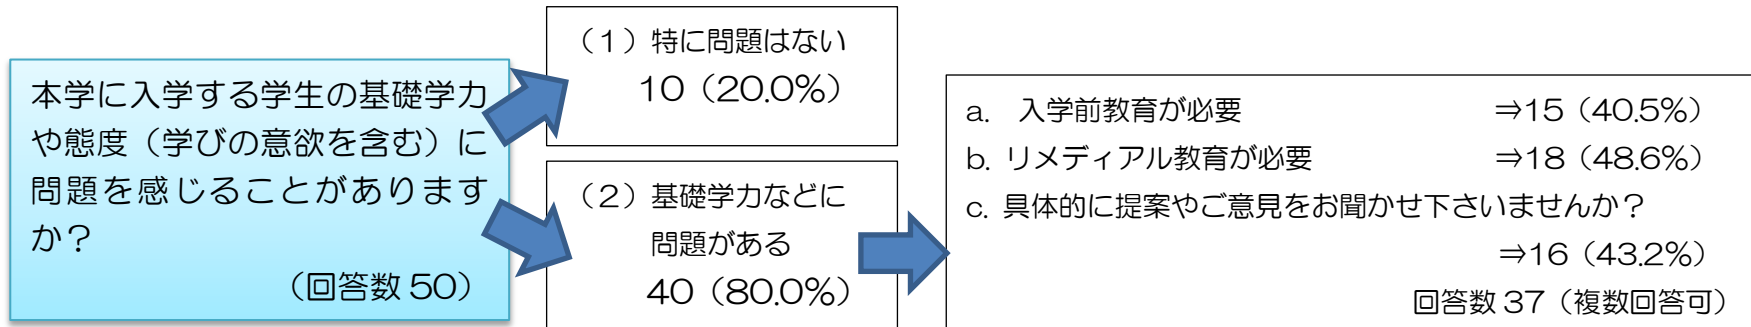 本学に入学する学生の基礎学力
や態度（学びの意欲を含む）に
問題を感じることがあります
か？
（回答数 50）
（１）特に問題はない
10（20.0%）
（２）基礎学力などに
問題がある
40（80.0%）
a. 入学前教育が必要 ⇒15（40.5%）
b. リメディアル教育が必要 ⇒18（48.6%）
c. 具体的に提案やご意見をお聞かせ下さいませんか？
⇒16（43.2%）
回答数 37（複数回答可）